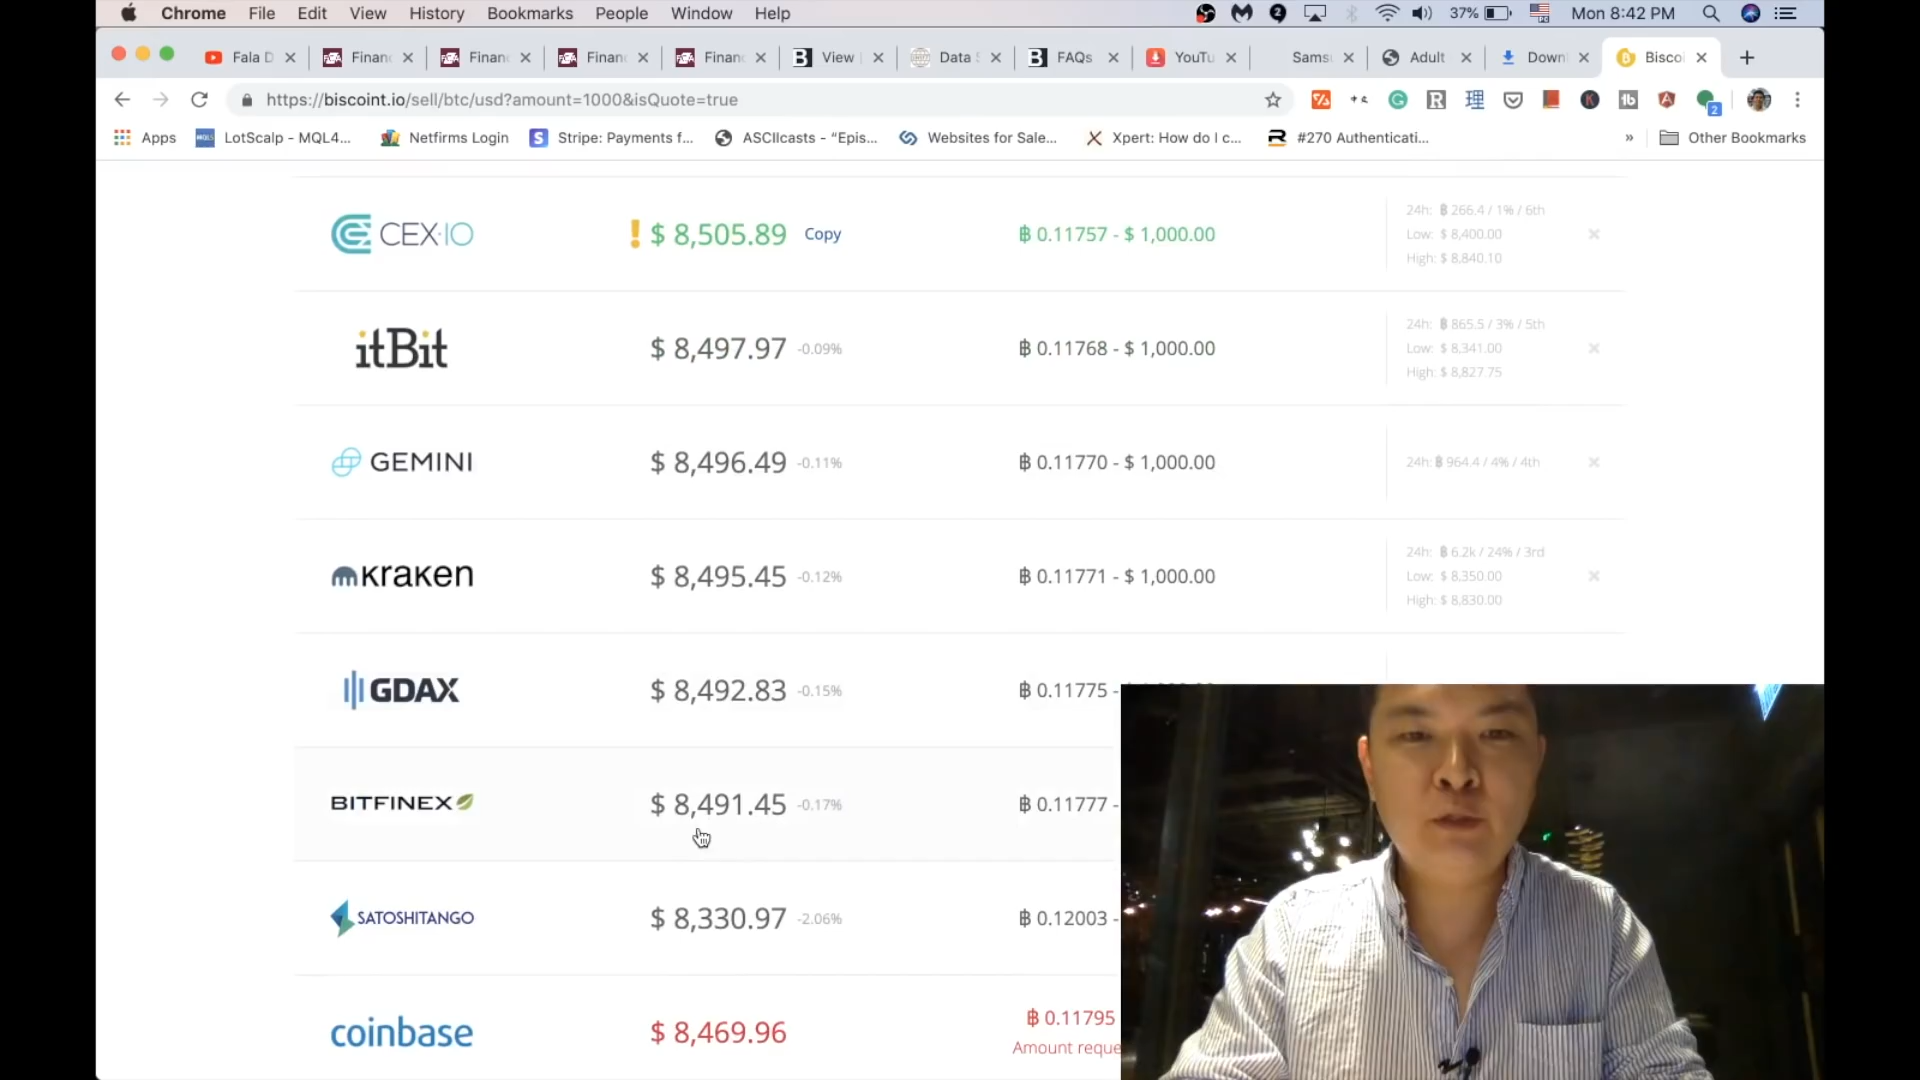 Chrome File Edit View History Bookmarks People Window Help 2 37% Mon 8:42 PM
Fala D Financ Financ Financ Financ View Data S FAQs YouTu Sams Adult Downl Biscoi
https://biscoint.io/sell/btc/usd?amount=1000&isQuote=true
Apps LotScalp - MQL4... Netfirms Login Stripe: Payments f... ASCIIcasts - “Epis... Websites for Sale... Xpert: How do I c... #270 Authenticati... » Other Bookmarks
CEX.IO $ 8,505.89 Copy ฿ 0.11757 - $ 1,000.00
24h: ฿ 266.4 / 1% / 6th
Low: $ 8,400.00
High: $ 8,840.10
itBit $ 8,497.97 -0.09% ฿ 0.11768 - $ 1,000.00
24h: ฿ 865.5 / 3% / 5th
Low: $ 8,341.00
High: $ 8,827.75
GEMINI $ 8,496.49 -0.11% ฿ 0.11770 - $ 1,000.00
24h: ฿ 964.4 / 4% / 4th
kraken $ 8,495.45 -0.12% ฿ 0.11771 - $ 1,000.00
24h: ฿ 6.2k / 24% / 3rd
Low: $ 8,350.00
High: $ 8,830.00
GDAX $ 8,492.83 -0.15% ฿ 0.11775 -
BITFINEX $ 8,491.45 -0.17% ฿ 0.11777 -
SATOSHITANGO $ 8,330.97 -2.06% ฿ 0.12003 -
coinbase $ 8,469.96 ฿ 0.11795
Amount reque